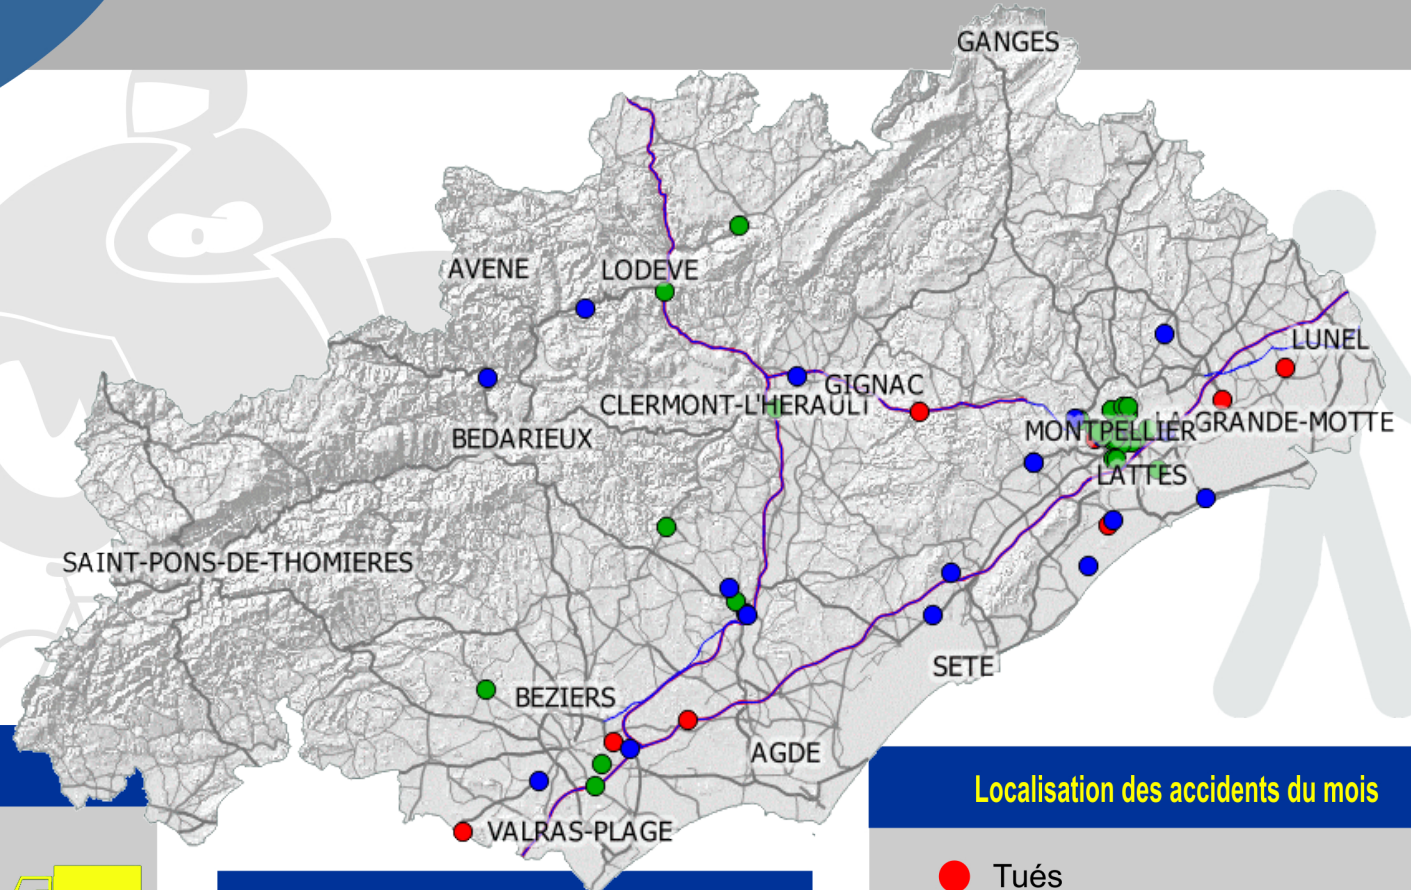 GANGES
AVENE
LODEVE
LUNEL
GIGNAC
CLERMONT-L'HERAULT
LA GRANDE-MOTTE
MONTPELLIER
BEDARIEUX
LATTES
SAINT-PONS-DE-THOMIERES
SETE
BEZIERS
AGDE
Localisation des accidents du mois
VALRAS-PLAGE
Tués